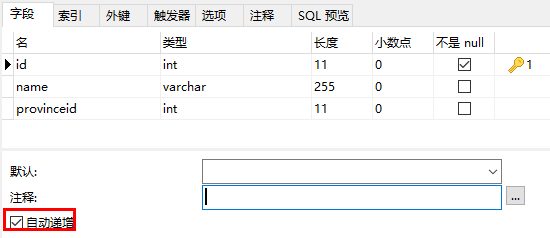 字段 索引 外键 触发器 选项 注释 SQL 预览
名 类型 长度 小数点 不是 null
id int 11 0 1
name varchar 255 0
provinceid int 11 0
默认:
注释: ...
自动递增